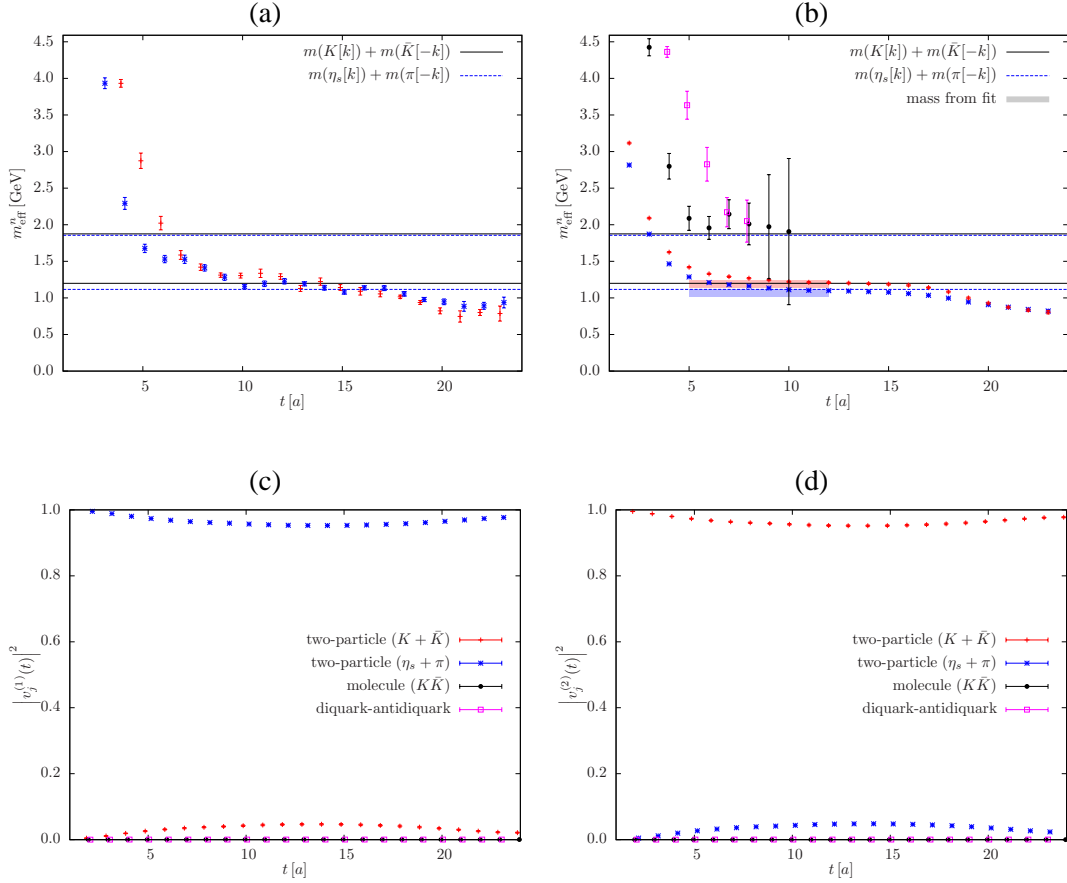 (a)
m(K[k]) + m(K̄[−k])
m(η_s[k]) + m(π[−k])
4.5
4.0
3.5
3.0
2.5
2.0
1.5
1.0
0.5
0.0
m^n_eff [GeV]
5 10 15 20
t [a]
(b)
m(K[k]) + m(K̄[−k])
m(η_s[k]) + m(π[−k])
mass from fit
4.5
4.0
3.5
3.0
2.5
2.0
1.5
1.0
0.5
0.0
m^n_eff [GeV]
5 10 15 20
t [a]
(c)
1.0
0.8
0.6
0.4
0.2
0.0
|v_j^(1)(t)|^2
two-particle (K + K̄)
two-particle (η_s + π)
molecule (KK̄)
diquark-antidiquark
5 10 15 20
t [a]
(d)
1.0
0.8
0.6
0.4
0.2
0.0
|v_j^(2)(t)|^2
two-particle (K + K̄)
two-particle (η_s + π)
molecule (KK̄)
diquark-antidiquark
5 10 15 20
t [a]